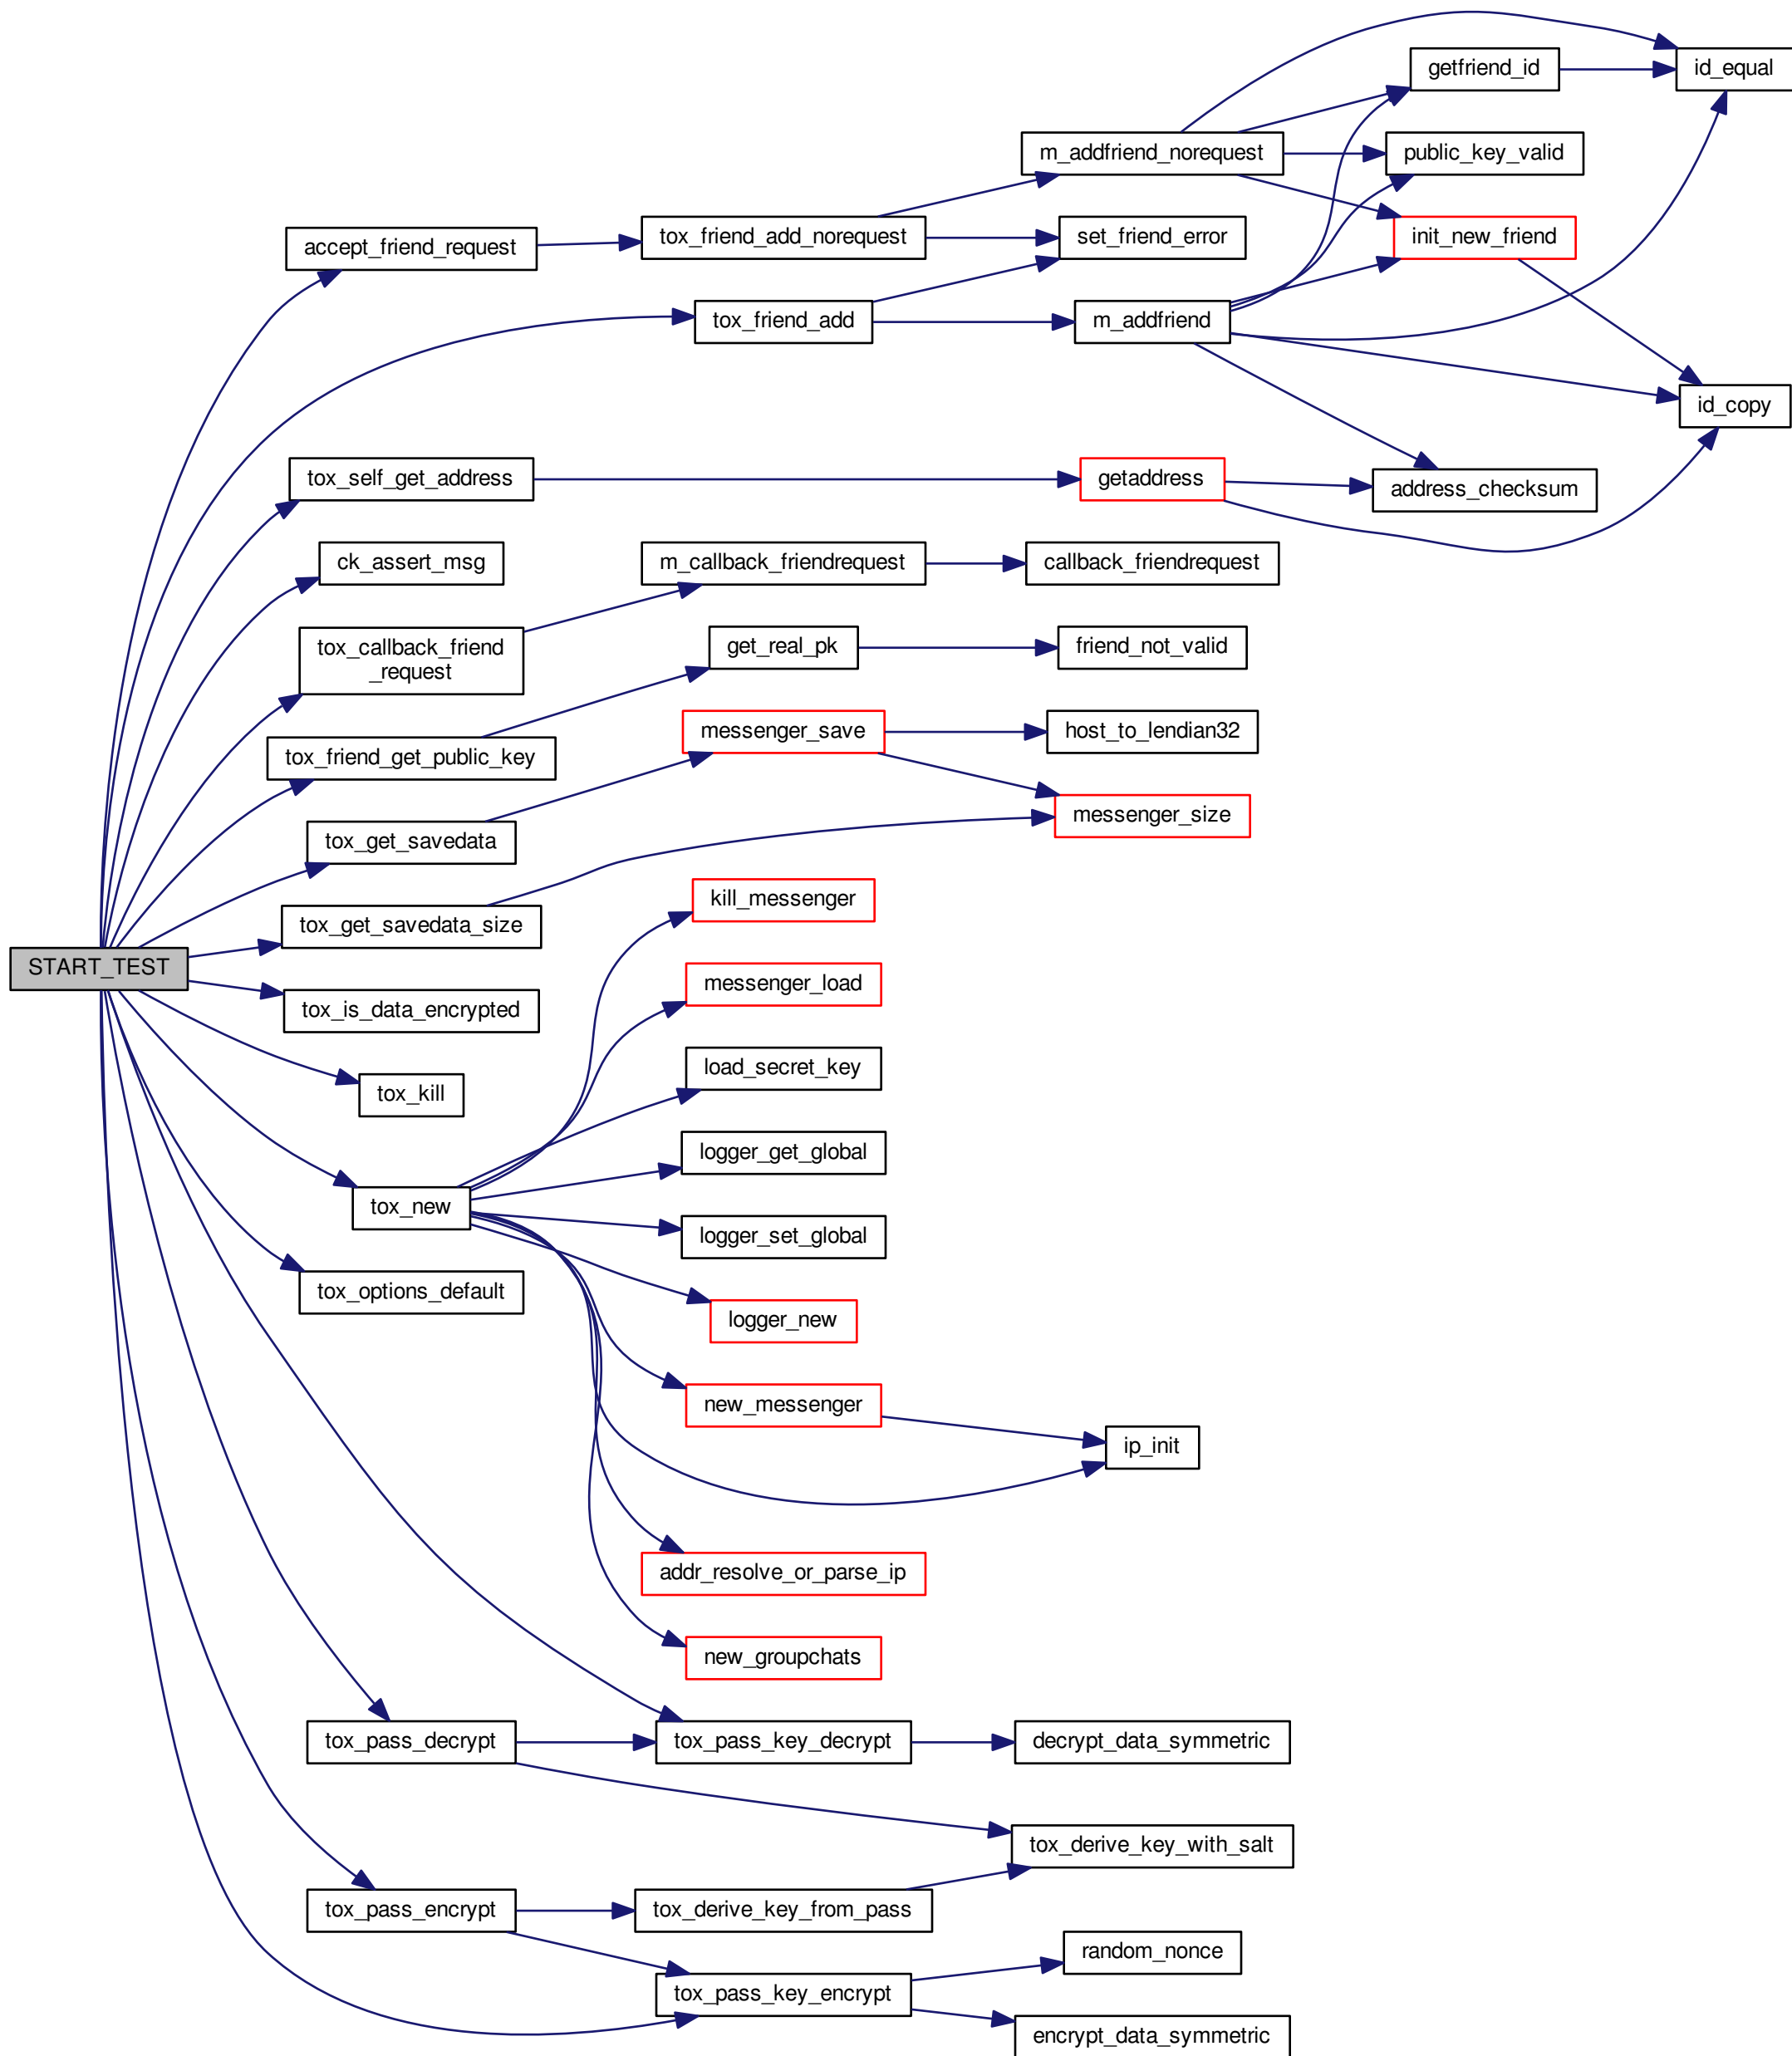 id_equal
getfriend_id
m_addfriend_norequest
public_key_valid
accept_friend_request
tox_friend_add_norequest
set_friend_error
init_new_friend
tox_friend_add
m_addfriend
id_copy
tox_self_get_address
getaddress
address_checksum
ck_assert_msg
m_callback_friendrequest
callback_friendrequest
tox_callback_friend
_request
get_real_pk
friend_not_valid
tox_friend_get_public_key
messenger_save
host_to_lendian32
tox_get_savedata
messenger_size
kill_messenger
tox_get_savedata_size
START_TEST
messenger_load
tox_is_data_encrypted
load_secret_key
tox_kill
logger_get_global
tox_new
logger_set_global
tox_options_default
logger_new
new_messenger
ip_init
addr_resolve_or_parse_ip
new_groupchats
tox_pass_decrypt
tox_pass_key_decrypt
decrypt_data_symmetric
tox_derive_key_with_salt
tox_pass_encrypt
tox_derive_key_from_pass
random_nonce
tox_pass_key_encrypt
encrypt_data_symmetric